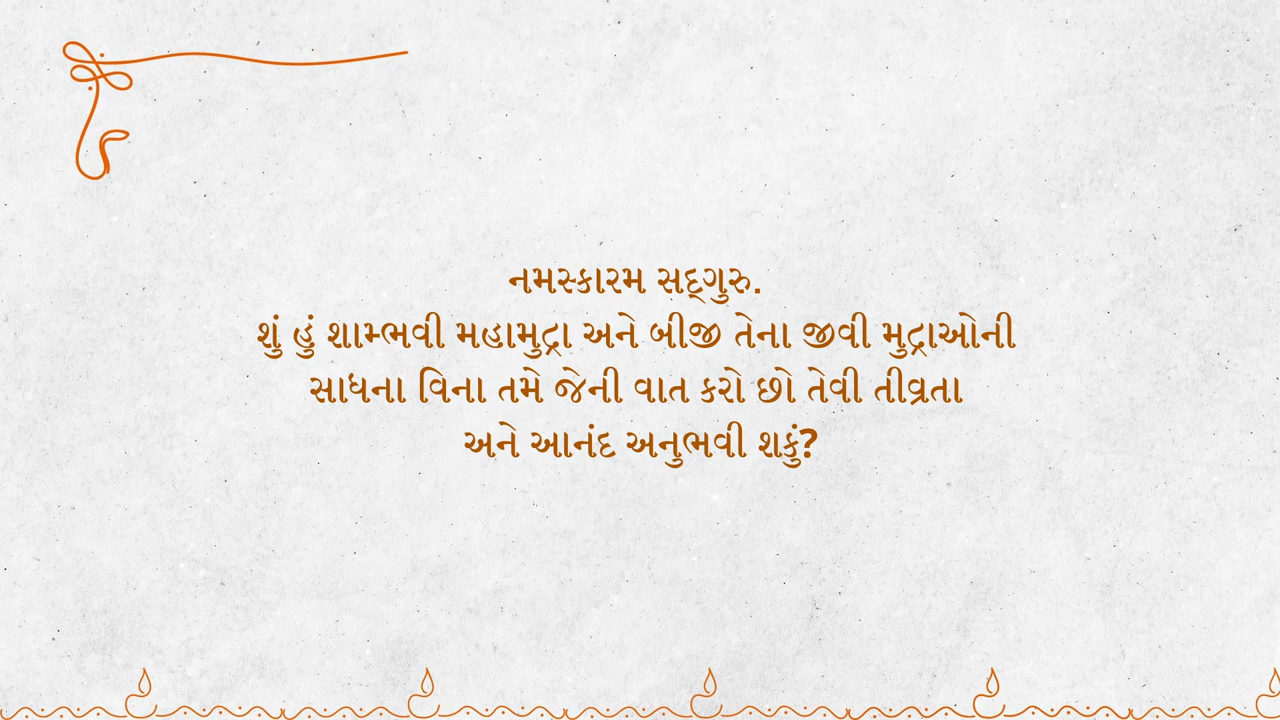 નમસ્કારમ સદ્‌ગુરુ.
શું હું શામ્ભવી મહામુદ્રા અને બીજી તેના જીવી મુદ્રાઓની
સાધના વિના તમે જેની વાત કરો છો તેવી તીવ્રતા
અને આનંદ અનુભવી શકું?